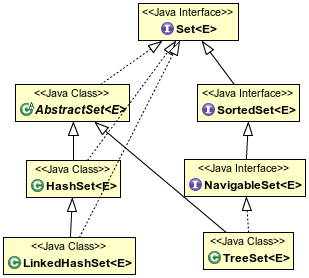 <<Java Interface>>
Set<E>
<<Java Class>>
AbstractSet<E>
<<Java Interface>>
SortedSet<E>
<<Java Class>>
HashSet<E>
<<Java Interface>>
NavigableSet<E>
<<Java Class>>
LinkedHashSet<E>
<<Java Class>>
TreeSet<E>